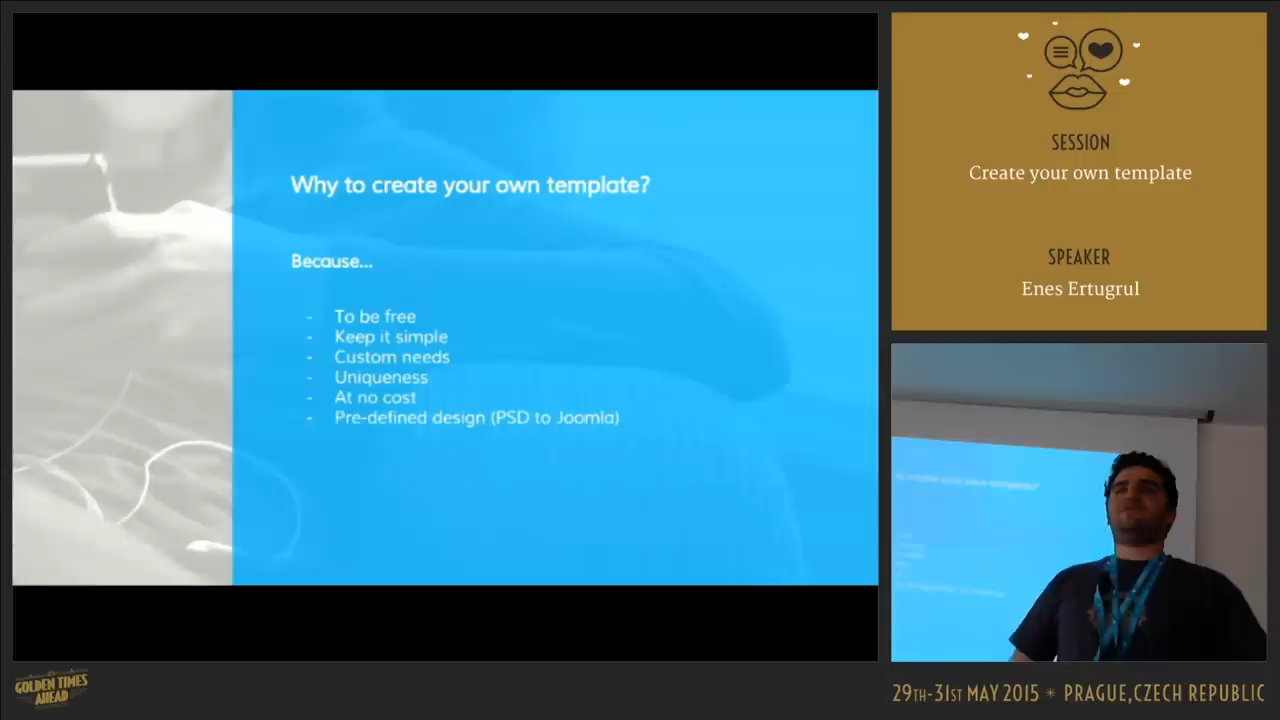 Why to create your own template?
Because...
- To be free
- Keep it simple
- Custom needs
- Uniqueness
- At no cost
- Pre-defined design (PSD to Joomla)
SESSION
Create your own template
SPEAKER
Enes Ertugrul
GOLDEN TIMES
AHEAD
29TH-31ST MAY 2015 * PRAGUE, CZECH REPUBLIC